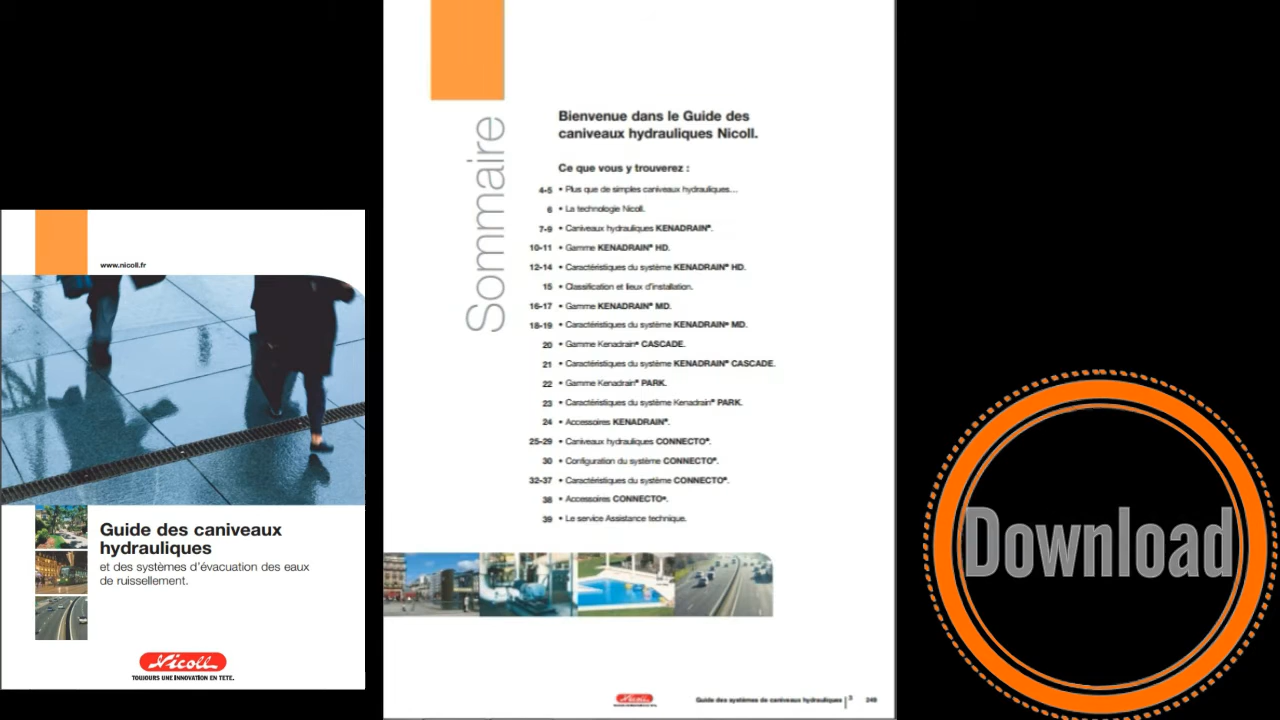 www.nicoll.fr
Guide des caniveaux
hydrauliques
et des systèmes d'évacuation des eaux
de ruissellement.
Nicoll
TOUJOURS UNE INNOVATION EN TETE.
Sommaire
Bienvenue dans le Guide des
caniveaux hydrauliques Nicoll.
Ce que vous y trouverez :
4-5 • Plus que de simples caniveaux hydrauliques...
6 • La technologie Nicoll.
7-9 • Caniveaux hydrauliques KENADRAIN®.
10-11 • Gamme KENADRAIN® HD.
12-14 • Caractéristiques du système KENADRAIN® HD.
15 • Classification et lieux d'installation.
16-17 • Gamme KENADRAIN® MD.
18-19 • Caractéristiques du système KENADRAIN® MD.
20 • Gamme Kenadrain® CASCADE.
21 • Caractéristiques du système KENADRAIN® CASCADE.
22 • Gamme Kenadrain® PARK.
23 • Caractéristiques du système Kenadrain® PARK.
24 • Accessoires KENADRAIN®.
25-29 • Caniveaux hydrauliques CONNECTO®.
30 • Configuration du système CONNECTO®.
32-37 • Caractéristiques du système CONNECTO®.
38 • Accessoires CONNECTO®.
39 • Le service Assistance technique.
Nicoll
Guide des systèmes de caniveaux hydrauliques | 3 249
Download